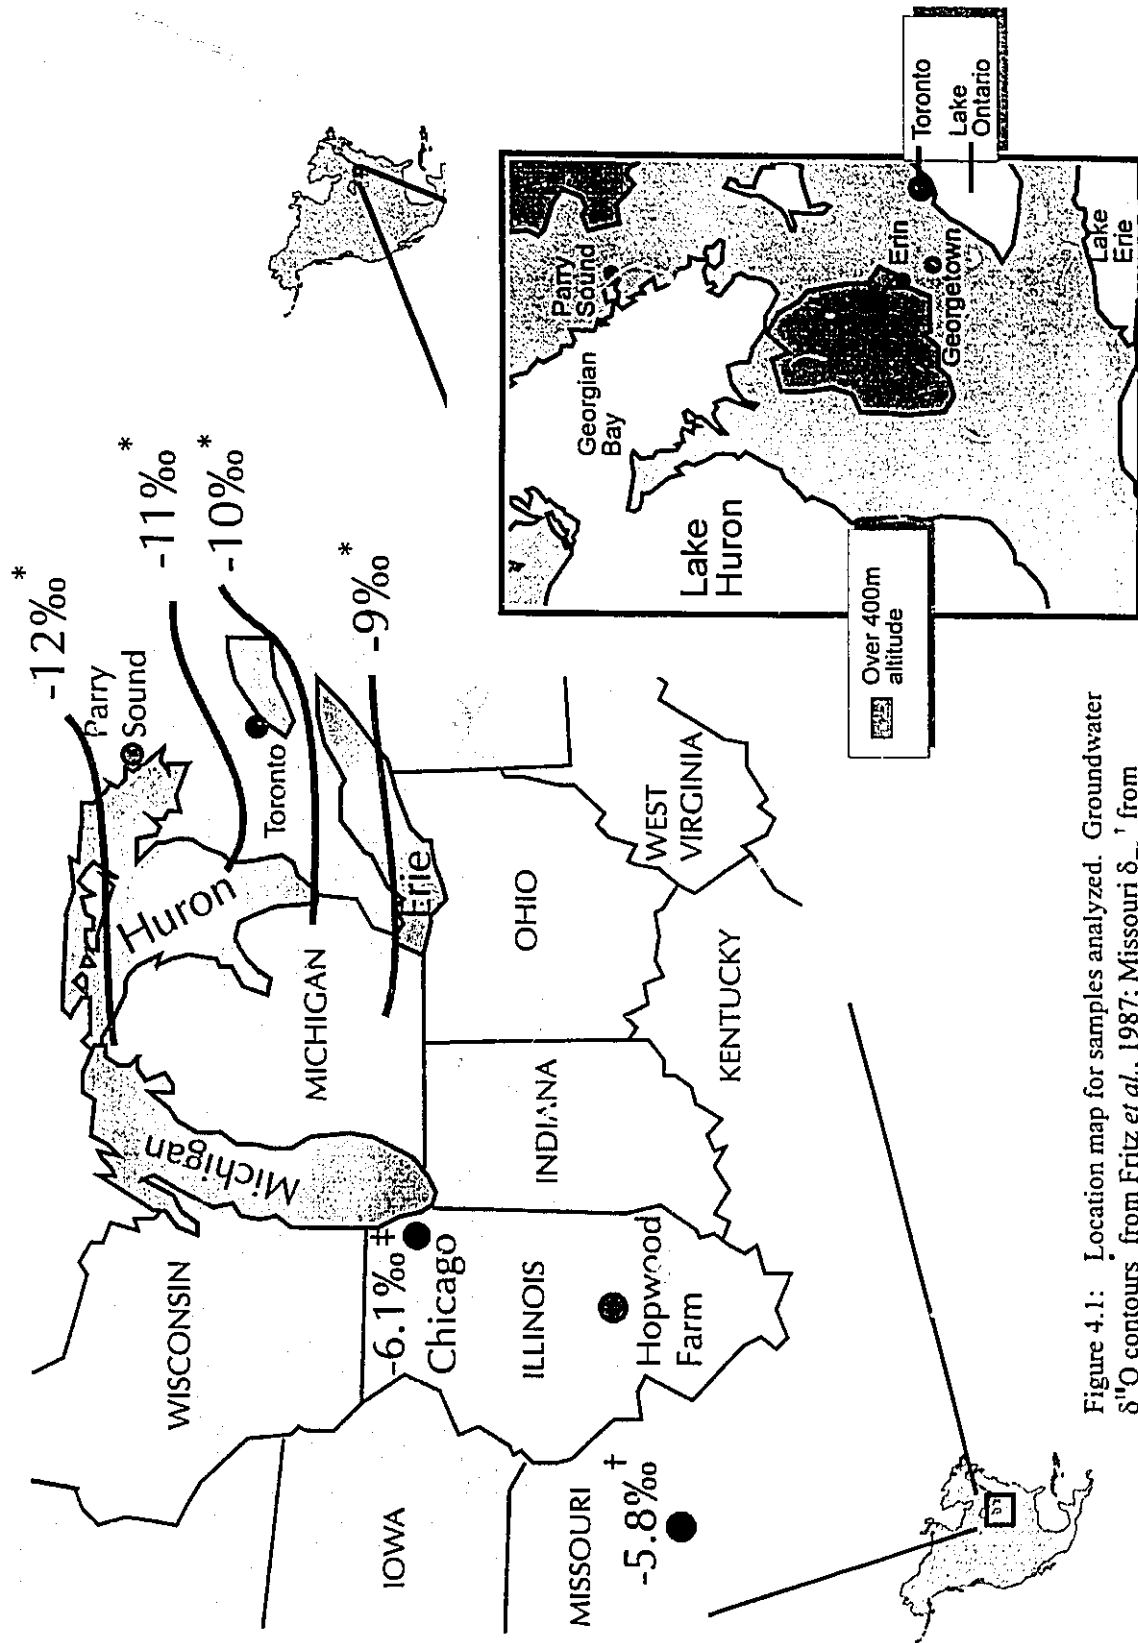 -12‰*
-11‰*
-10‰*
-9‰*
Parry
Sound
Toronto
Huron
Michigan
Erie
WISCONSIN
MICHIGAN
-6.1‰‡
Chicago
IOWA
ILLINOIS
INDIANA
OHIO
WEST
VIRGINIA
KENTUCKY
Hopwood
Farm
MISSOURI
-5.8‰†
Parry
Sound
Georgian
Bay
Lake
Huron
Erin
Georgetown
Toronto
Lake
Ontario
Lake
Erie
Over 400m
altitude
Figure 4.1: Location map for samples analyzed. Groundwater
δ¹⁸O contours from Fritz et al., 1987; Missouri δ † from